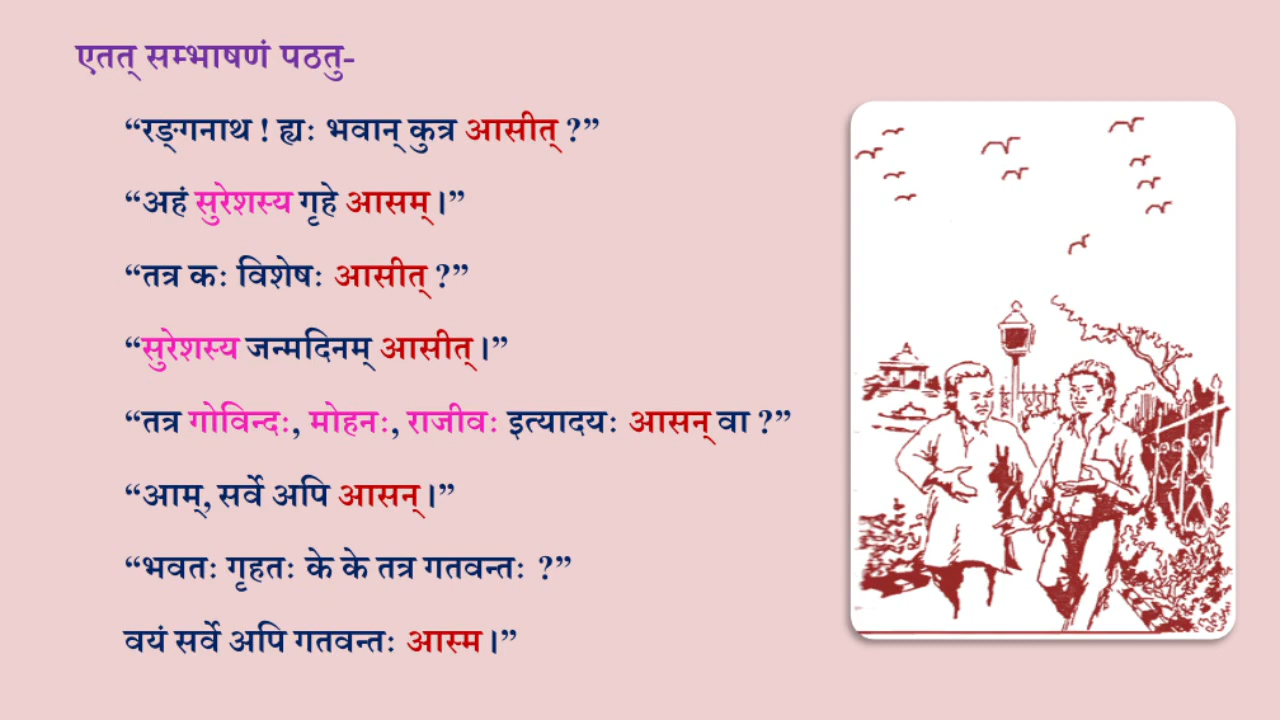 एतत् सम्भाषणं पठतु-
“रङ्गनाथ ! ह्यः भवान् कुत्र आसीत् ?”
“अहं सुरेशस्य गृहे आसम् ।”
“तत्र कः विशेषः आसीत् ?”
“सुरेशस्य जन्मदिनम् आसीत् ।”
“तत्र गोविन्दः, मोहनः, राजीवः इत्यादयः आसन् वा ?”
“आम्, सर्वे अपि आसन् ।”
“भवतः गृहतः के के तत्र गतवन्तः ?”
वयं सर्वे अपि गतवन्तः आस्म ।”